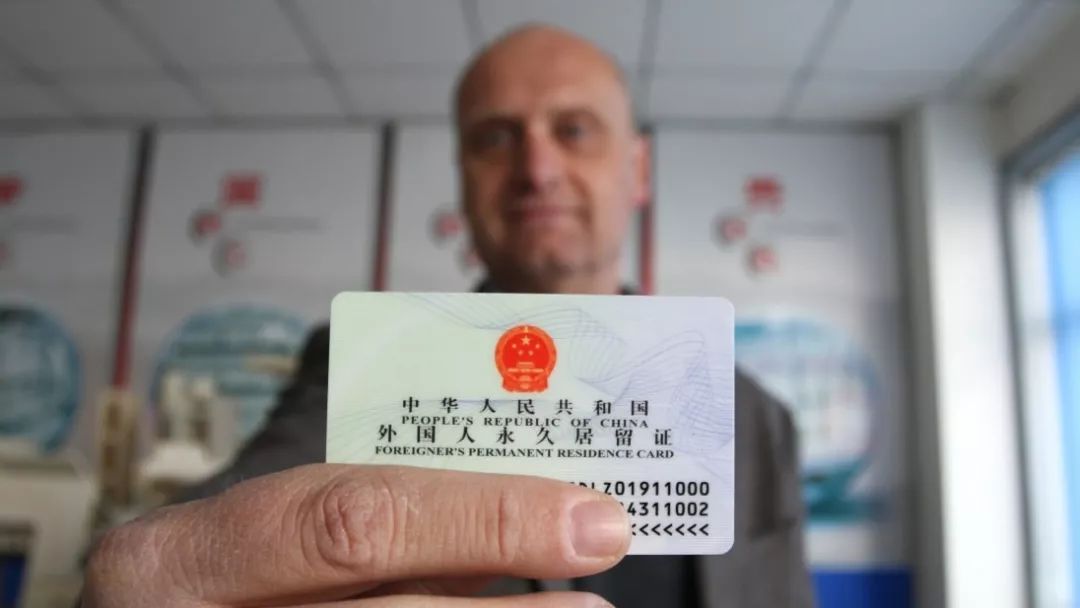 中华人民共和国
PEOPLE'S REPUBLIC OF CHINA
外国人永久居留证
FOREIGNER'S PERMANENT RESIDENCE CARD
Z01911000
4311002
<<<<<<<